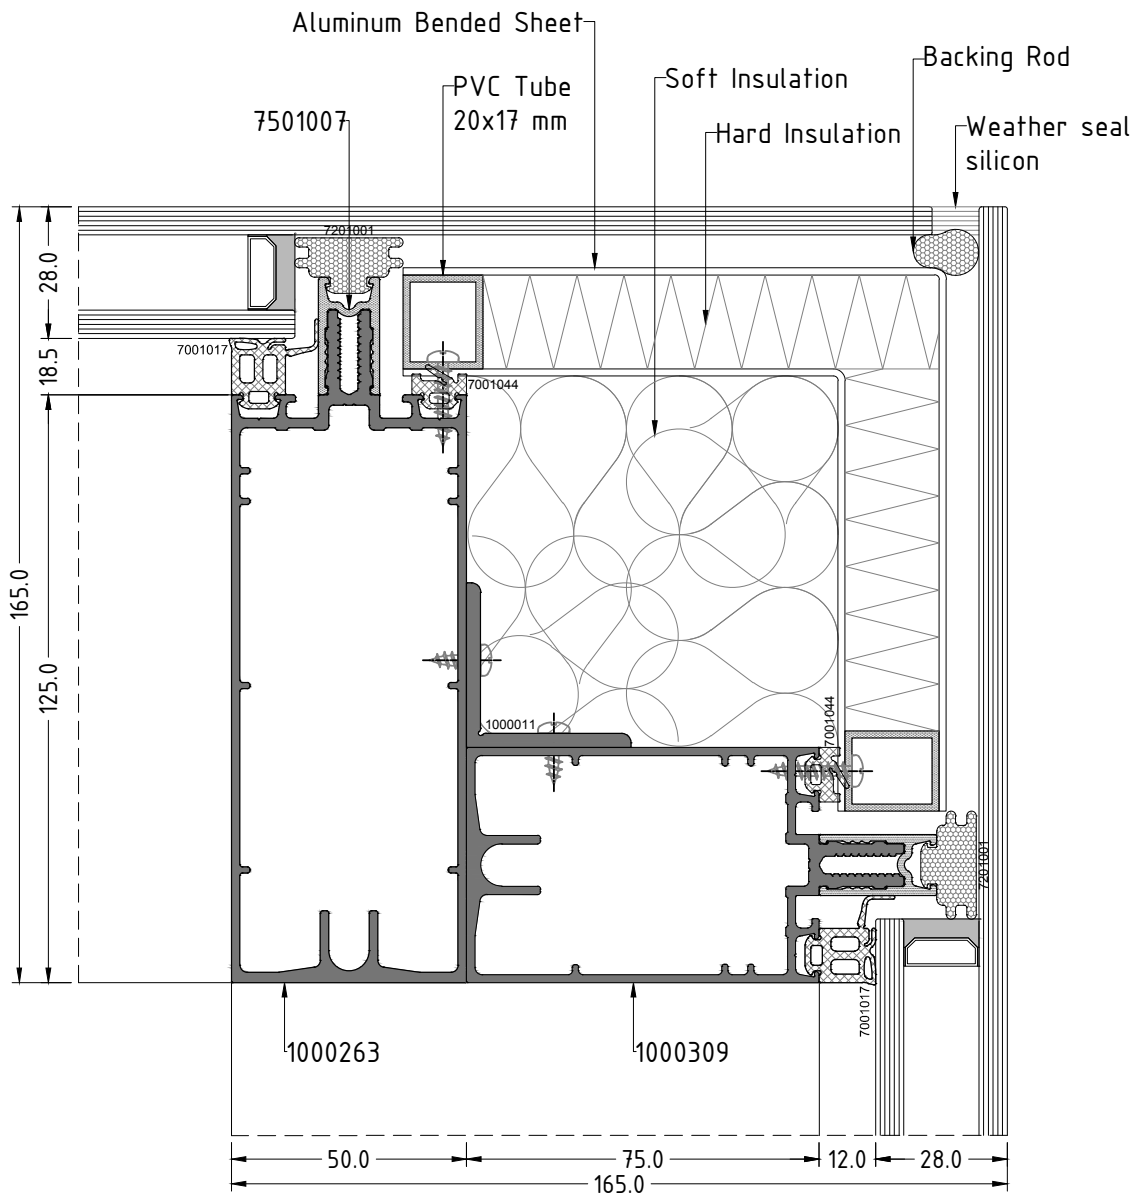 Aluminum Bended Sheet
Backing Rod
PVC Tube
20x17 mm
Soft Insulation
7501007
Hard Insulation
Weather seal
silicon
7201001
28.0
7001017
18.5
7001044
165.0
125.0
1000011
7001044
7201001
7001017
1000263
1000309
50.0
75.0
12.0
28.0
165.0